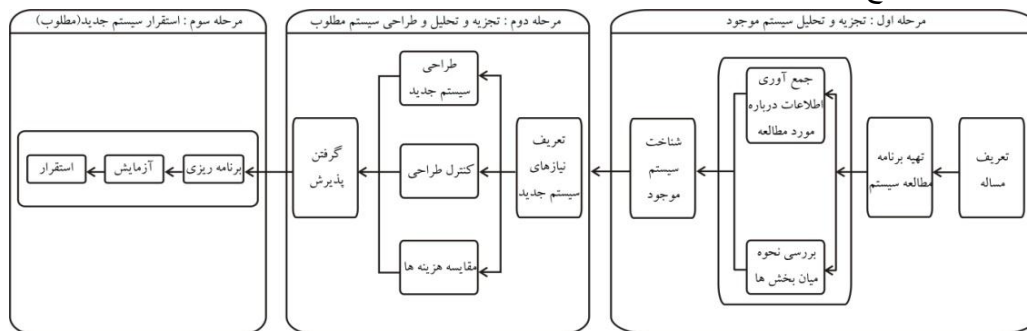 مرحله اول : تجزیه و تحلیل سیستم موجود
تعریف
مساله
تهیه برنامه
مطالعه سیستم
جمع آوری
اطلاعات درباره
مورد مطالعه
بررسی نحوه
میان بخش ها
شناخت
سیستم
موجود
مرحله دوم : تجزیه و تحلیل و طراحی سیستم مطلوب
تعریف
نیازهای
سیستم جدید
طراحی
سیستم جدید
کنترل طراحی
مقایسه هزینه ها
گرفتن
پذیرش
مرحله سوم : استقرار سیستم جدید(مطلوب)
برنامه ریزی
آزمایش
استقرار